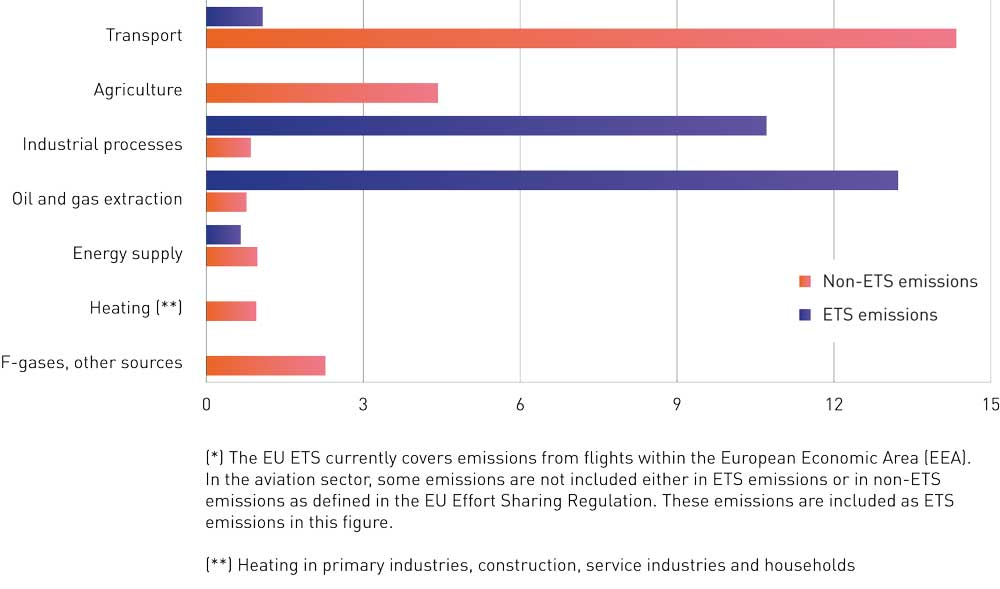 Transport
Agriculture
Industrial processes
Oil and gas extraction
Energy supply
Heating (**)
F-gases, other sources
Non-ETS emissions
ETS emissions
0 3 6 9 12 15
(*) The EU ETS currently covers emissions from flights within the European Economic Area (EEA).
In the aviation sector, some emissions are not included either in ETS emissions or in non-ETS
emissions as defined in the EU Effort Sharing Regulation. These emissions are included as ETS
emissions in this figure.
(**) Heating in primary industries, construction, service industries and households